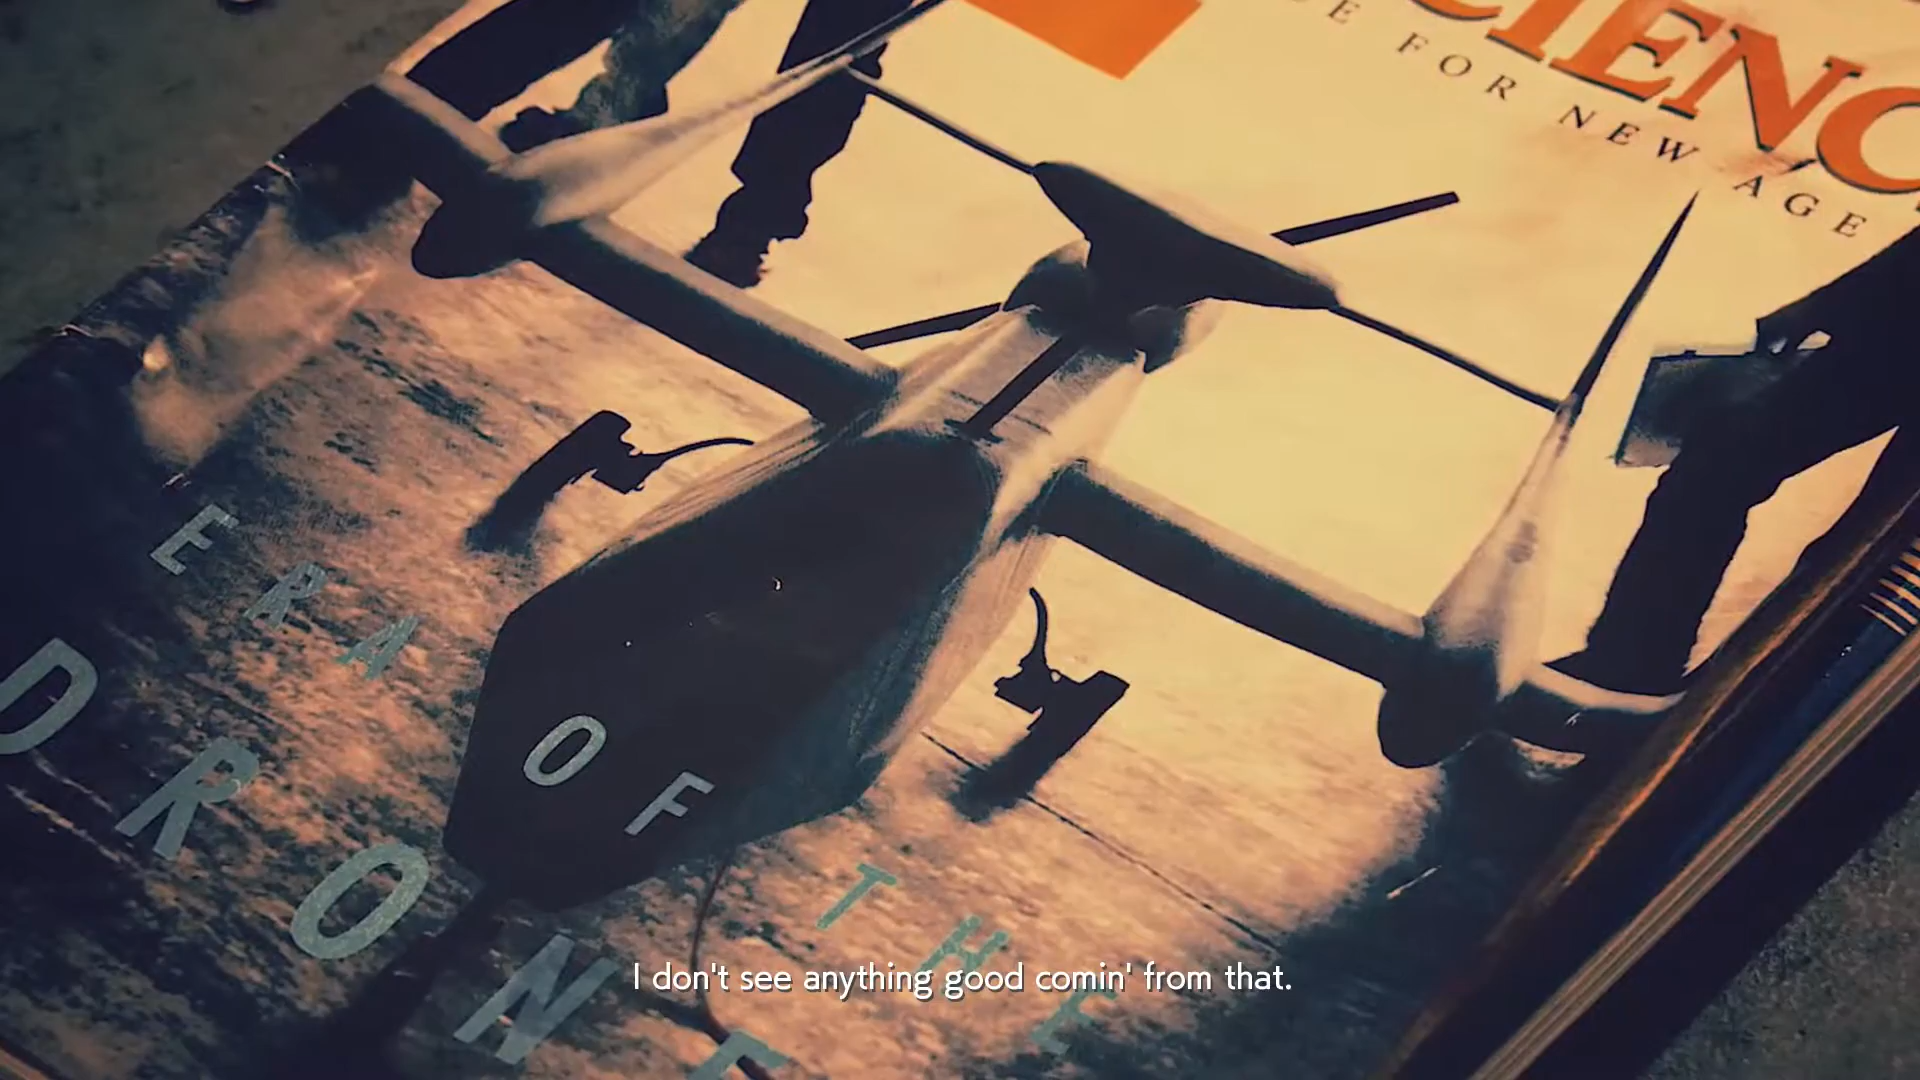 CIENC
E FOR NEW AGE
ERA OF THE
DRONE
I don't see anything good comin' from that.